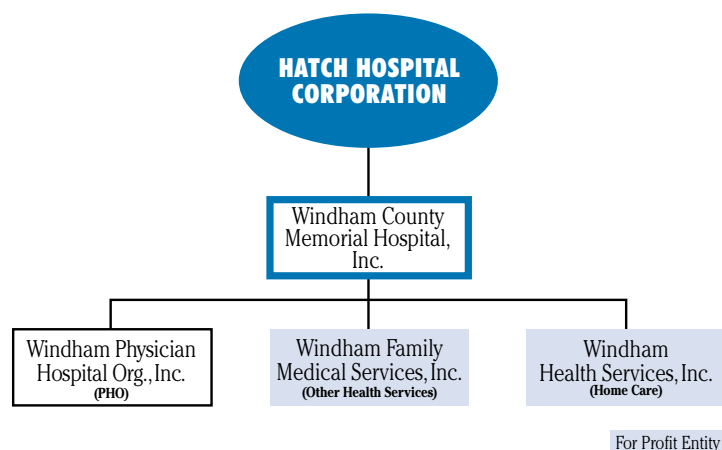 HATCH HOSPITAL
CORPORATION
Windham County
Memorial Hospital,
Inc.
Windham Physician
Hospital Org., Inc.
(PHO)
Windham Family
Medical Services, Inc.
(Other Health Services)
Windham
Health Services, Inc.
(Home Care)
For Profit Entity